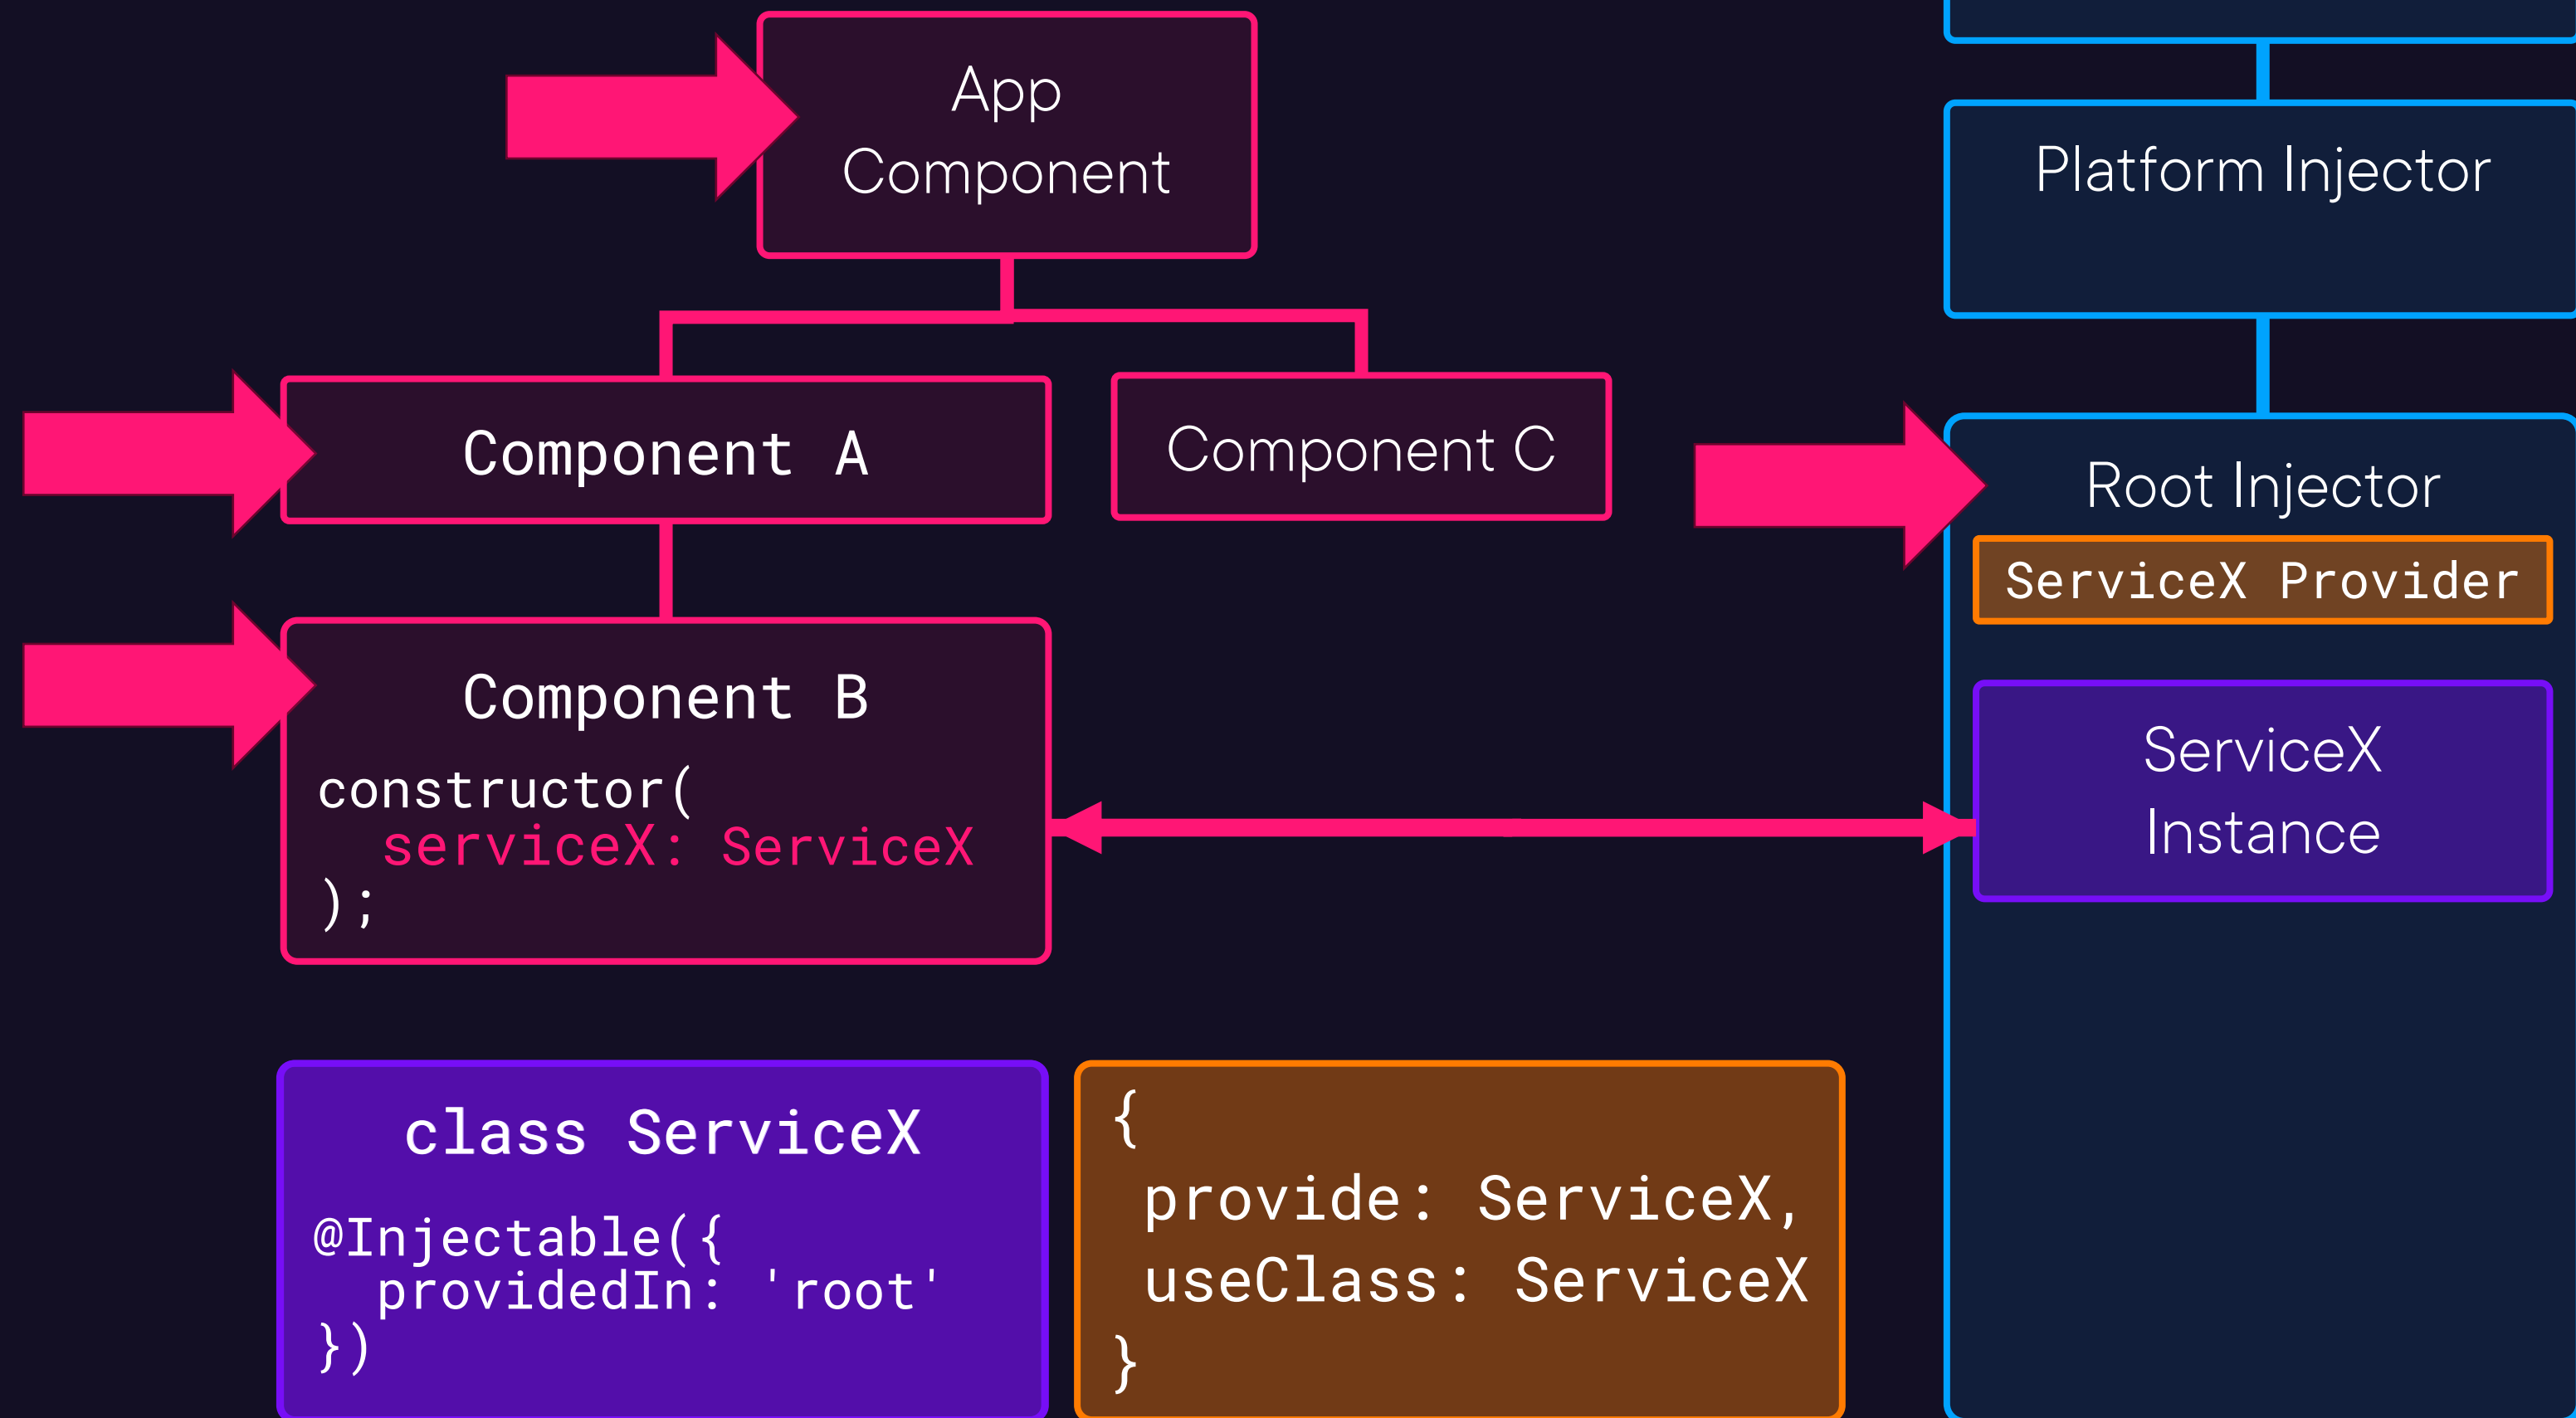 App
Component
Platform Injector
Component A
Component C
Root Injector
ServiceX Provider
Component B
constructor(
serviceX: ServiceX
);
ServiceX
Instance
class ServiceX
@Injectable({
providedIn: 'root'
})
{
provide: ServiceX,
useClass: ServiceX
}